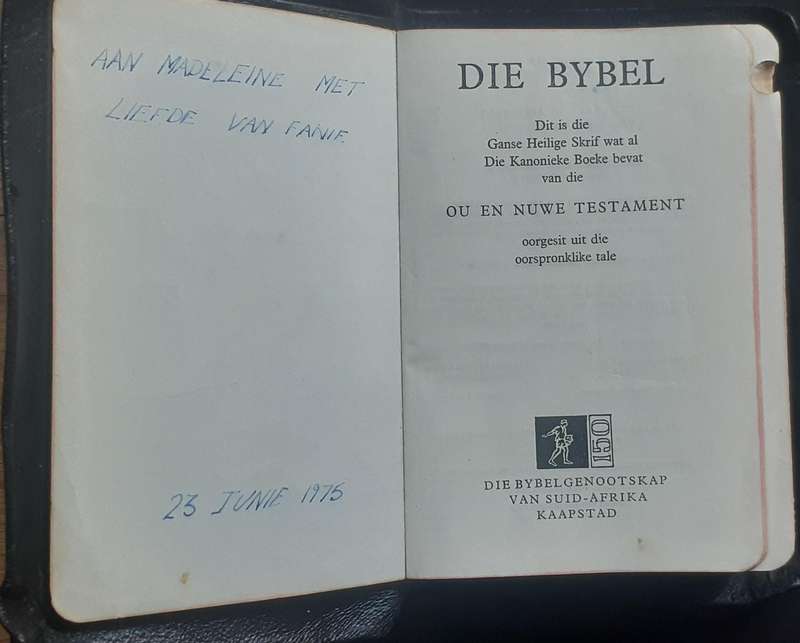 AAN MADELEINE MET
LIEFDE VAN FANIE
23 JUNIE 1975
DIE BYBEL
Dit is die
Ganse Heilige Skrif wat al
Die Kanonieke Boeke bevat
van die
OU EN NUWE TESTAMENT
oorgesit uit die
oorspronklike tale
150
DIE BYBELGENOOTSKAP
VAN SUID-AFRIKA
KAAPSTAD